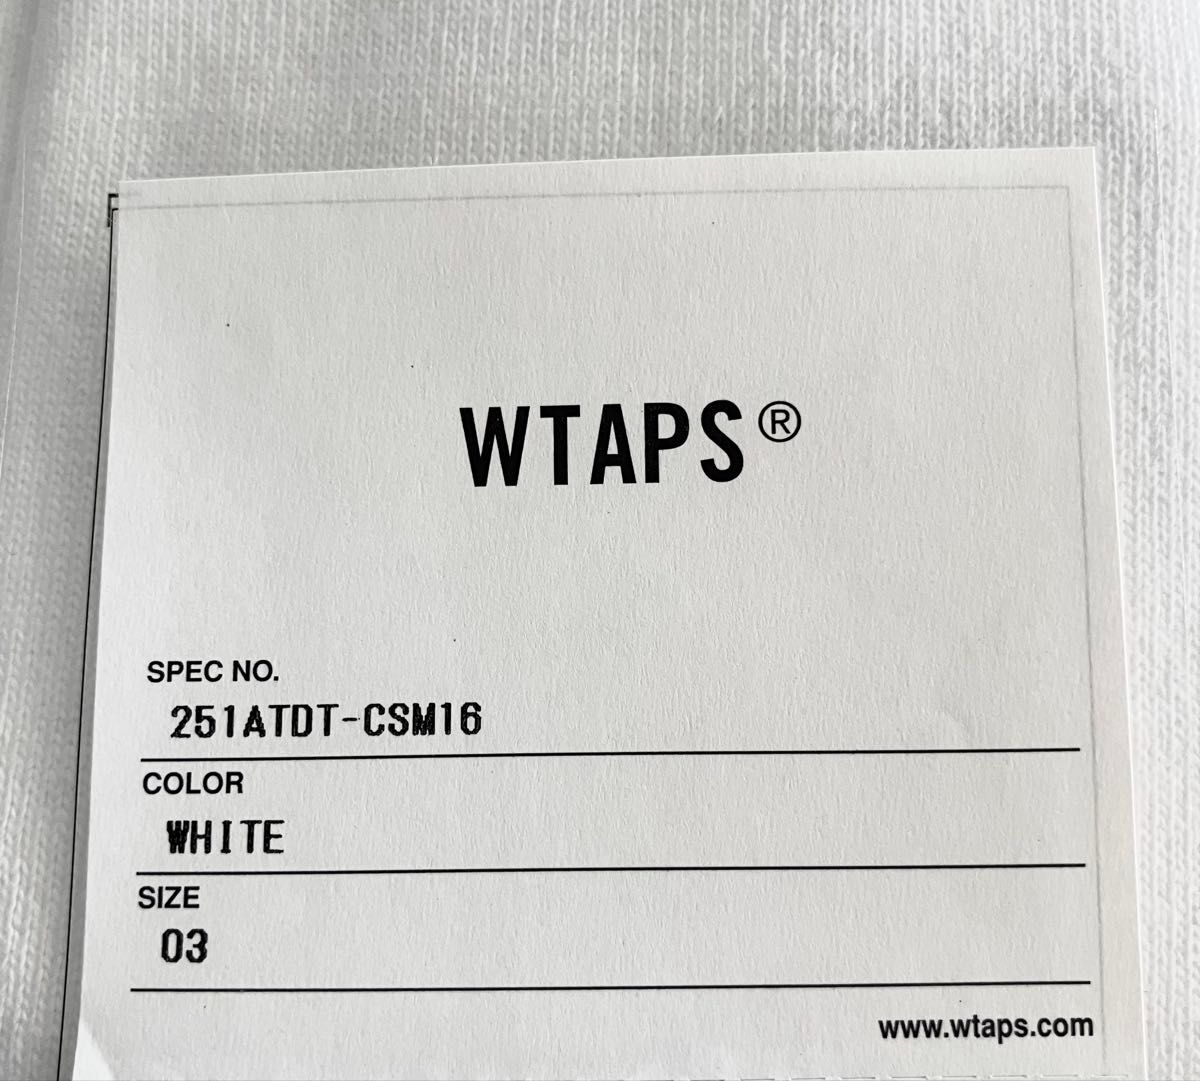 WTAPS®
SPEC NO.
251ATDT-CSM16
COLOR
WHITE
SIZE
03
www.wtaps.com